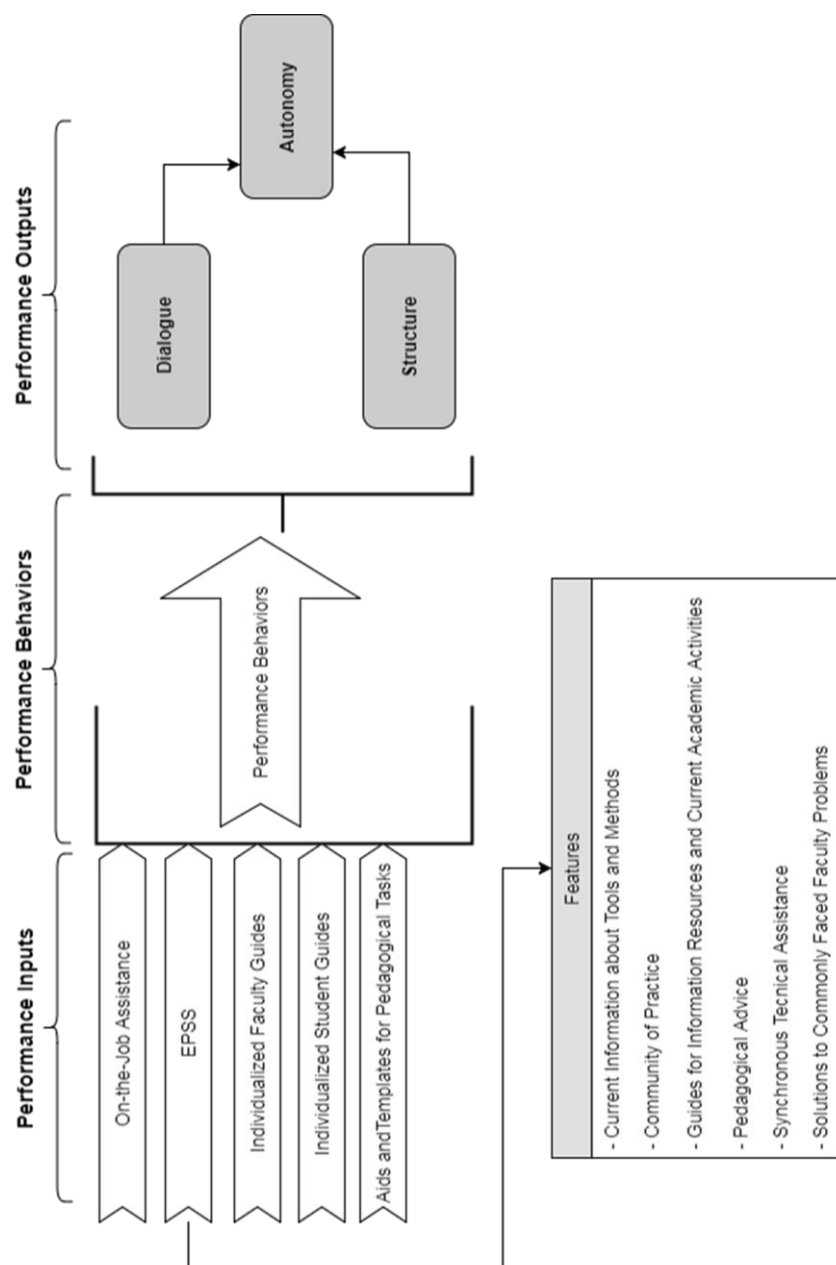 Performance Inputs
Performance Behaviors
Performance Outputs
On-the-Job Assistance
EPSS
Individualized Faculty Guides
Individualized Student Guides
Aids andTemplates for Pedagogical Tasks
Performance Behaviors
Dialogue
Structure
Autonomy
Features
- Current Information about Tools and Methods
- Community of Practice
- Guides for Information Resources and Current Academic Activities
- Pedagogical Advice
- Synchronous Tecnical Assistance
- Solutions to Commonly Faced Faculty Problems